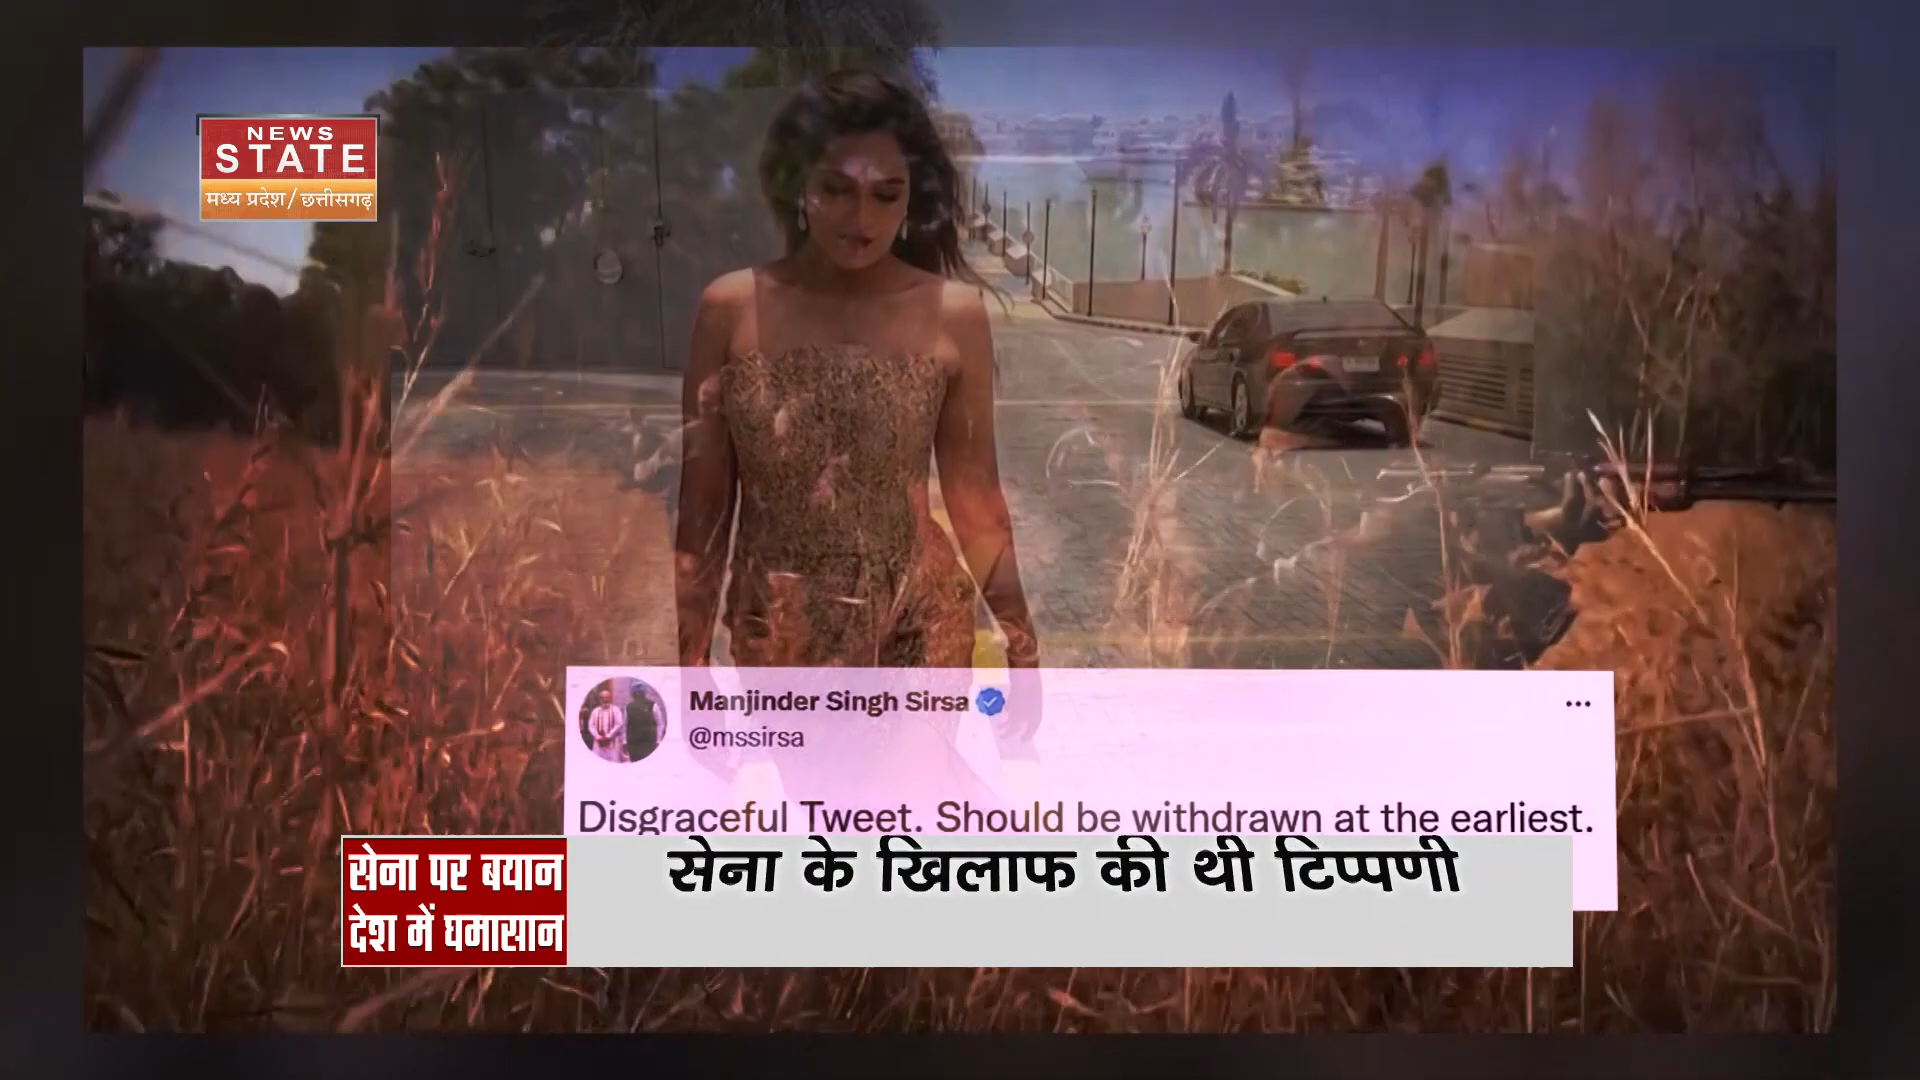 NEWS
STATE
मध्य प्रदेश/छत्तीसगढ़
Manjinder Singh Sirsa
@mssirsa
Disgraceful Tweet. Should be withdrawn at the earliest.
सेना पर बयान
देश में घमासान
सेना के खिलाफ की थी टिप्पणी